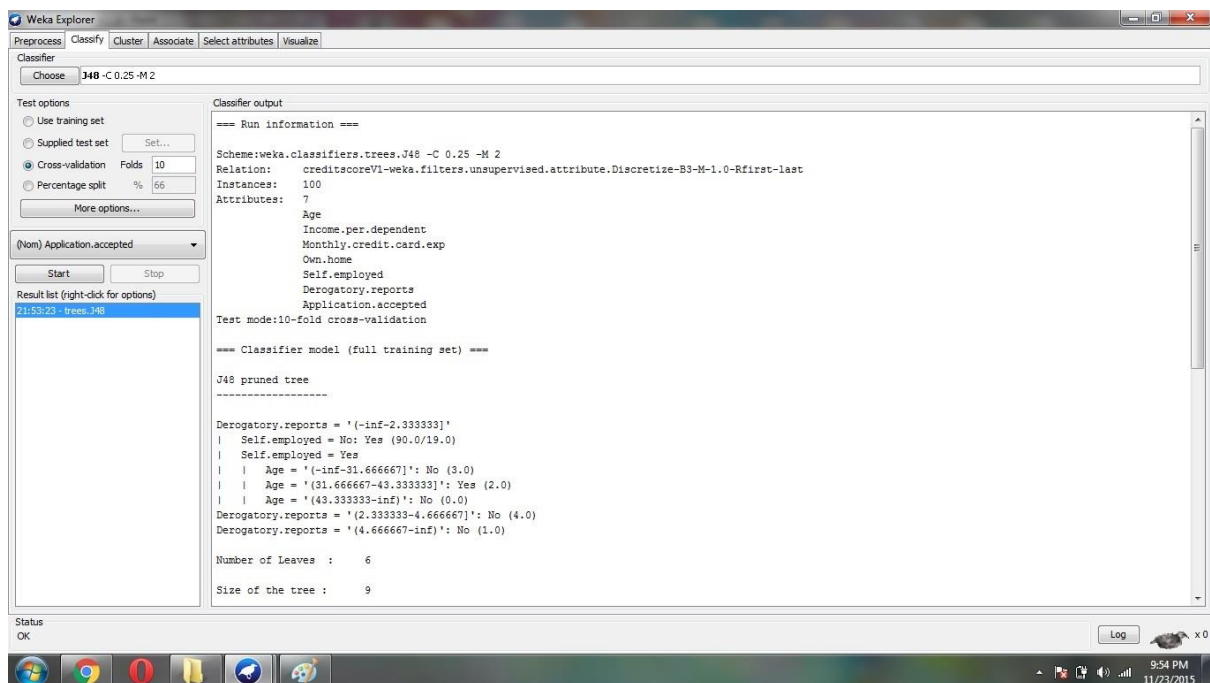 Weka Explorer
Preprocess Classify Cluster Associate Select attributes Visualize
Classifier
Choose J48 -C 0.25 -M 2
Test options
Use training set
Supplied test set Set...
Cross-validation Folds 10
Percentage split % 66
More options...
(Nom) Application.accepted
Start Stop
Result list (right-click for options)
21:53:23 - trees.J48
Classifier output
=== Run information ===
Scheme:weka.classifiers.trees.J48 -C 0.25 -M 2
Relation: creditscoreV1-weka.filters.unsupervised.attribute.Discretize-B3-M-1.0-Rfirst-last
Instances: 100
Attributes: 7
Age
Income.per.dependent
Monthly.credit.card.exp
Own.home
Self.employed
Derogatory.reports
Application.accepted
Test mode:10-fold cross-validation
=== Classifier model (full training set) ===
J48 pruned tree
------------------
Derogatory.reports = '(-inf-2.333333]'
| Self.employed = No: Yes (90.0/19.0)
| Self.employed = Yes
| | Age = '(-inf-31.666667]': No (3.0)
| | Age = '(31.666667-43.333333]': Yes (2.0)
| | Age = '(43.333333-inf)': No (0.0)
Derogatory.reports = '(2.333333-4.666667]': No (4.0)
Derogatory.reports = '(4.666667-inf)': No (1.0)
Number of Leaves : 6
Size of the tree : 9
Status
OK
Log x 0
9:54 PM
11/23/2015